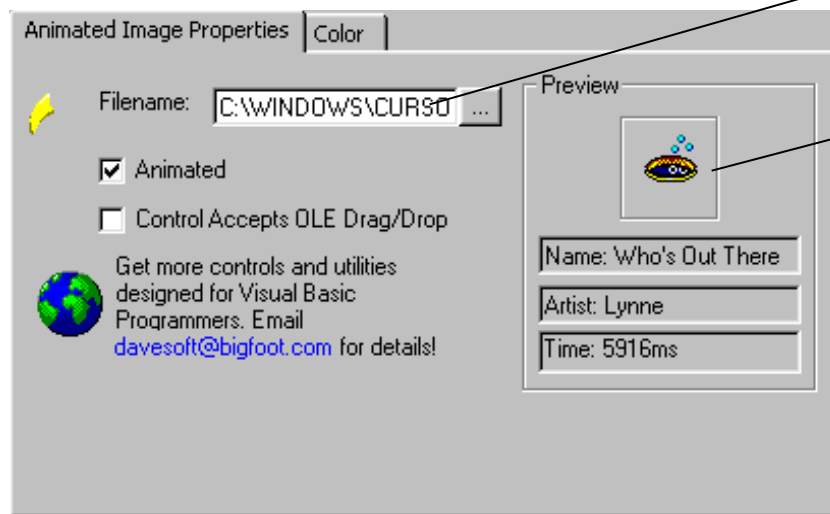 Animated Image Properties
Color
Filename:
C:\WINDOWS\CURSO
...
Animated
Control Accepts OLE Drag/Drop
Get more controls and utilities
designed for Visual Basic
Programmers. Email
davesoft@bigfoot.com for details!
Preview
Name: Who's Out There
Artist: Lynne
Time: 5916ms